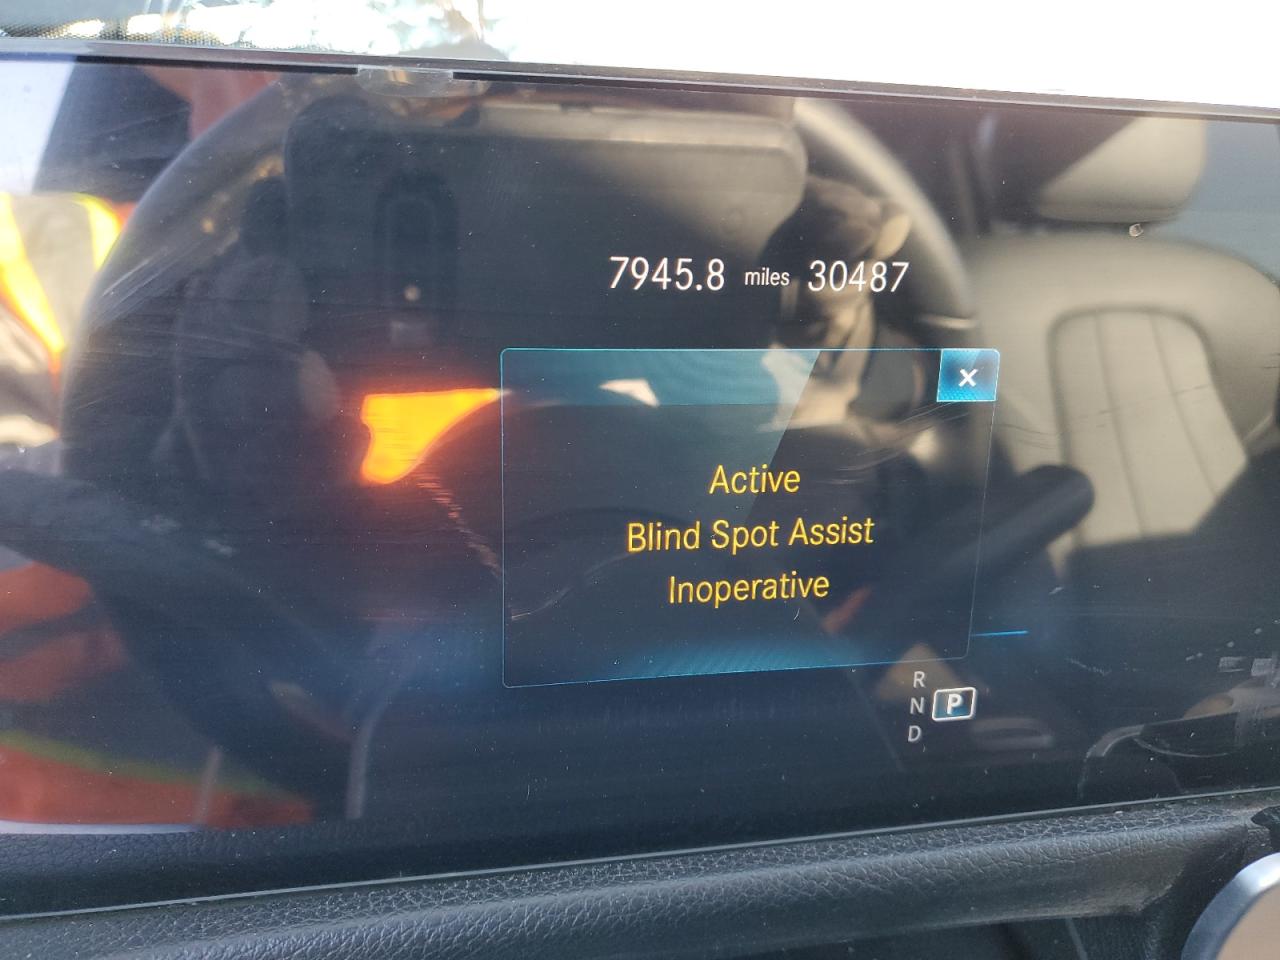 7945.8 miles 30487
X
Active
Blind Spot Assist
Inoperative
R
N P
D